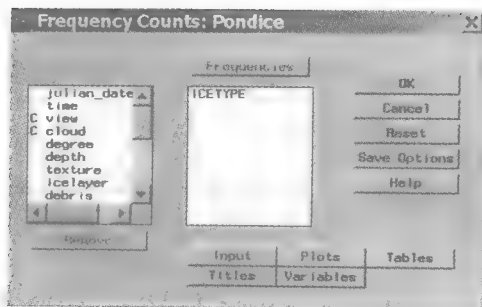 Frequency Counts: Pondice X
Frequencies
julian_date
time
C view
C cloud
degree
depth
texture
icelayer
debris
ICETYPE
OK
Cancel
Reset
Save Options
Help
Remove
Input Plots Tables
Titles Variables